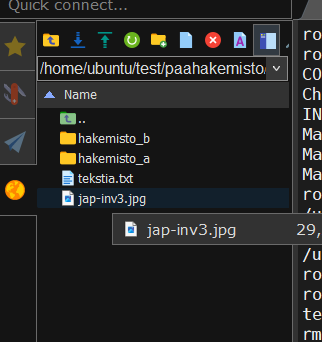 Quick connect...
ro
ro
/home/ubuntu/test/paahakemisto/
CO
Name
Ch
IN
..
Ma
hakemisto_b
Ma
hakemisto_a
Ma
tekstia.txt
ro
jap-inv3.jpg
jap-inv3.jpg 29,
/u
ro
ro
te
rm